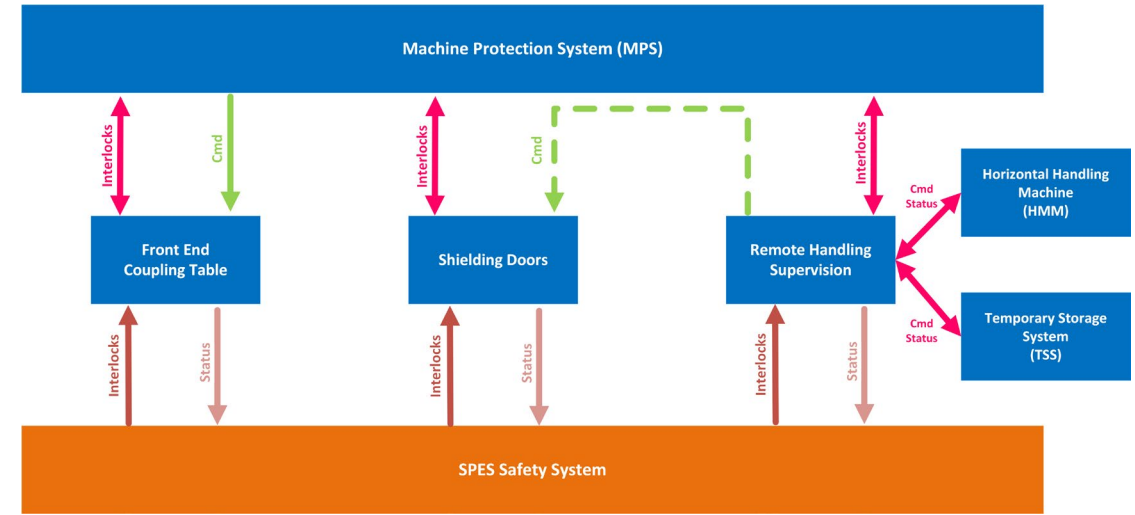 Machine Protection System (MPS)
Interlocks
Cmd
Interlocks
Cmd
Interlocks
Horizontal Handling
Machine
(HMM)
Cmd
Status
Front End
Coupling Table
Shielding Doors
Remote Handling
Supervision
Temporary Storage
System
(TSS)
Cmd
Status
Interlocks
Status
Interlocks
Status
Interlocks
Status
SPES Safety System